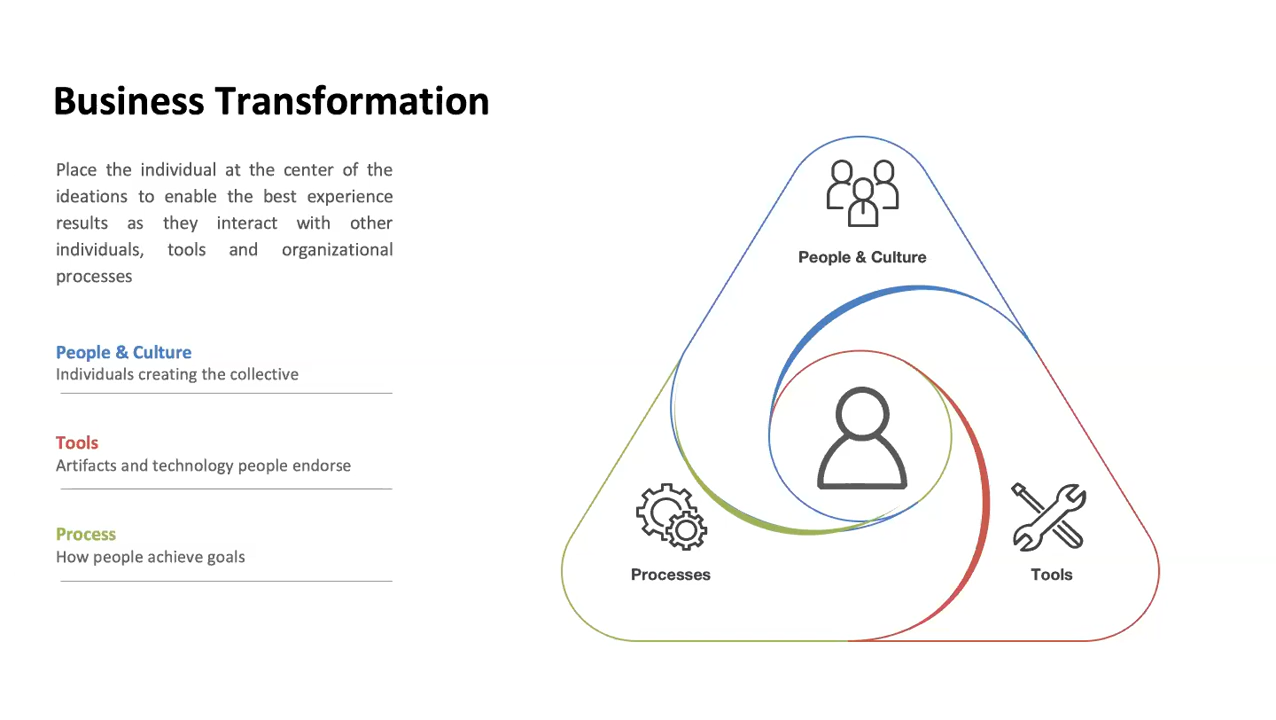 Business Transformation
Place the individual at the center of the
ideations to enable the best experience
results as they interact with other
individuals, tools and organizational
processes
People & Culture
Individuals creating the collective
Tools
Artifacts and technology people endorse
Process
How people achieve goals
People & Culture
Processes
Tools